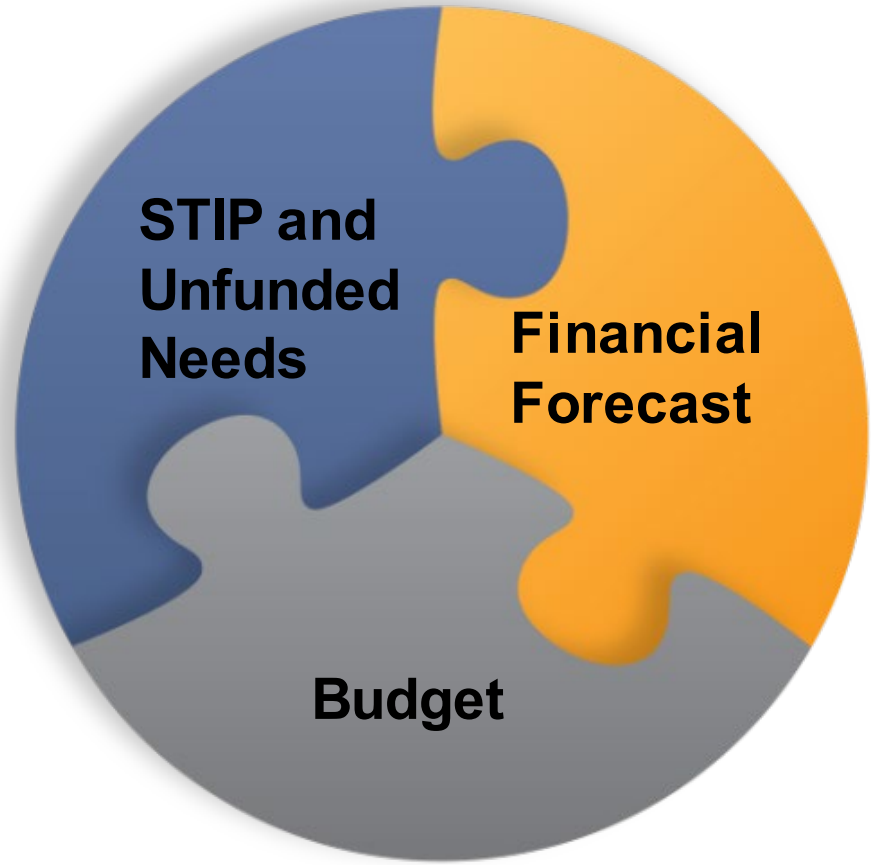 STIP and
Unfunded
Needs
Financial
Forecast
Budget